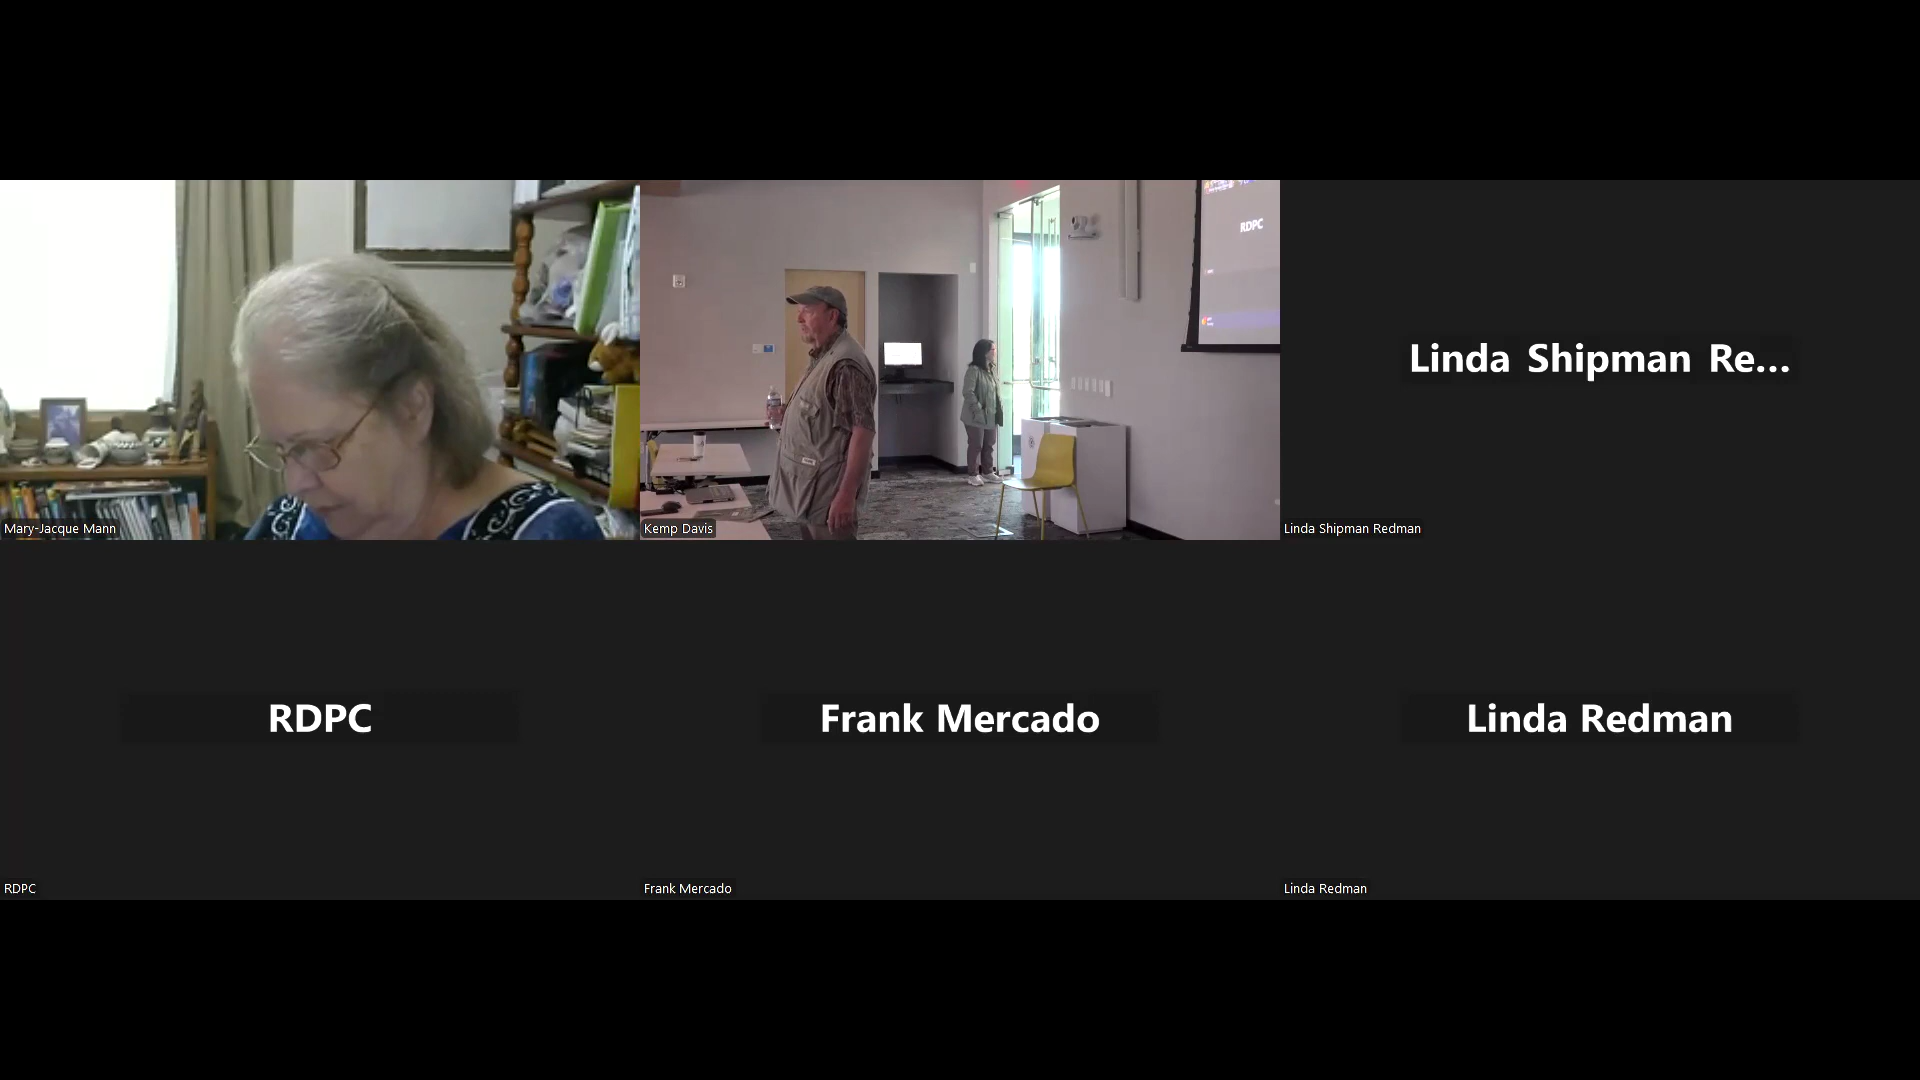 RDPC
Linda Shipman Re...
Mary-Jacque Mann
Kemp Davis
Linda Shipman Redman
RDPC
Frank Mercado
Linda Redman
RDPC
Frank Mercado
Linda Redman